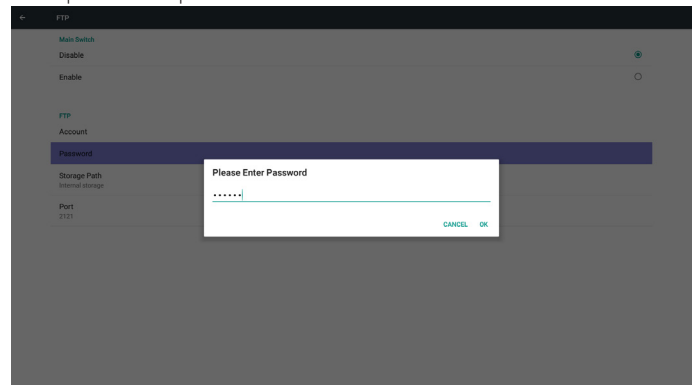 FTP
Main Switch
Disable
Enable
FTP
Account
Password
Storage Path
Internal storage
Port
2121
Please Enter Password
••••••
CANCEL OK